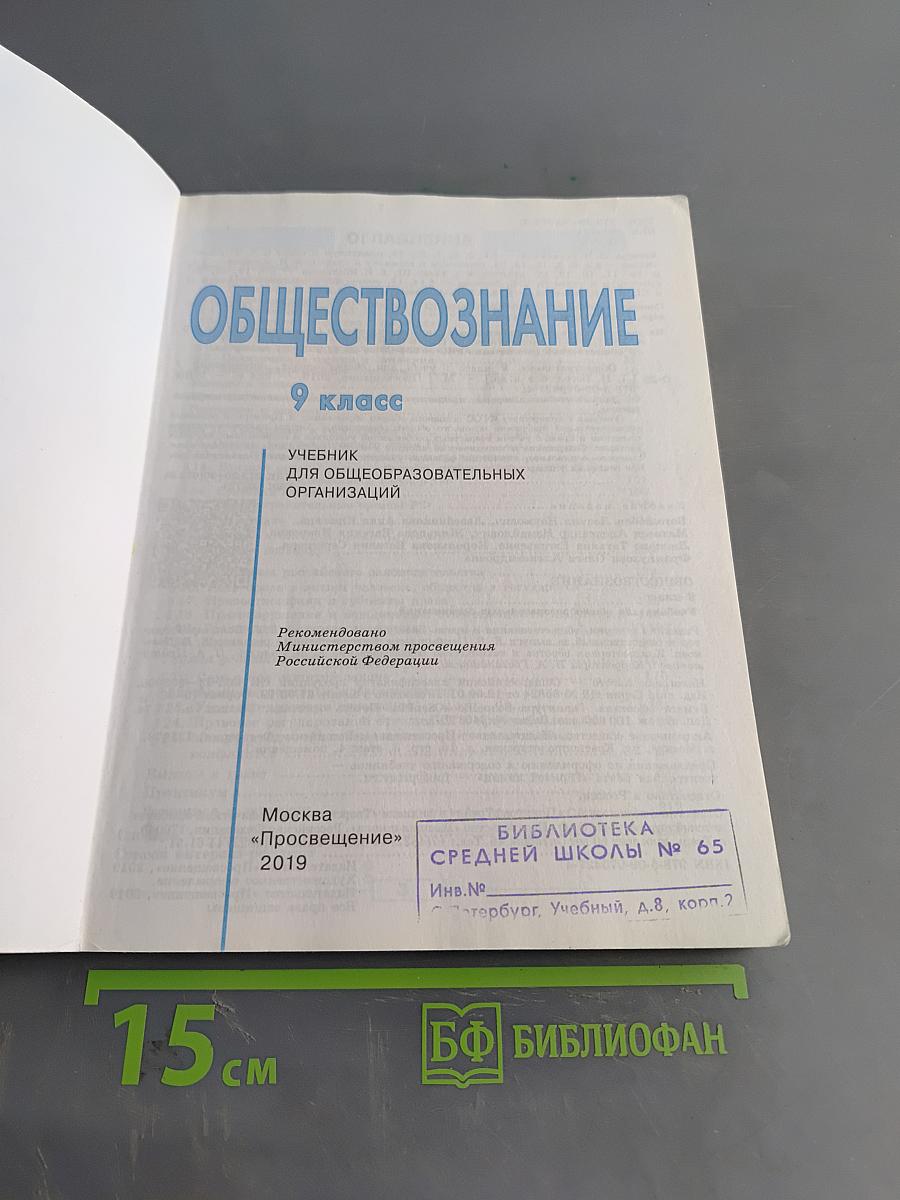 ОБЩЕСТВОЗНАНИЕ
9 класс
УЧЕБНИК
ДЛЯ ОБЩЕОБРАЗОВАТЕЛЬНЫХ
ОРГАНИЗАЦИЙ
Рекомендовано
Министерством просвещения
Российской Федерации
Москва
«Просвещение»
2019
БИБЛИОТЕКА
СРЕДНЕЙ ШКОЛЫ № 65
Инв.№
С-Петербург, Учебный, д.8, корп.2
15 см
БФ БИБЛИОФАН